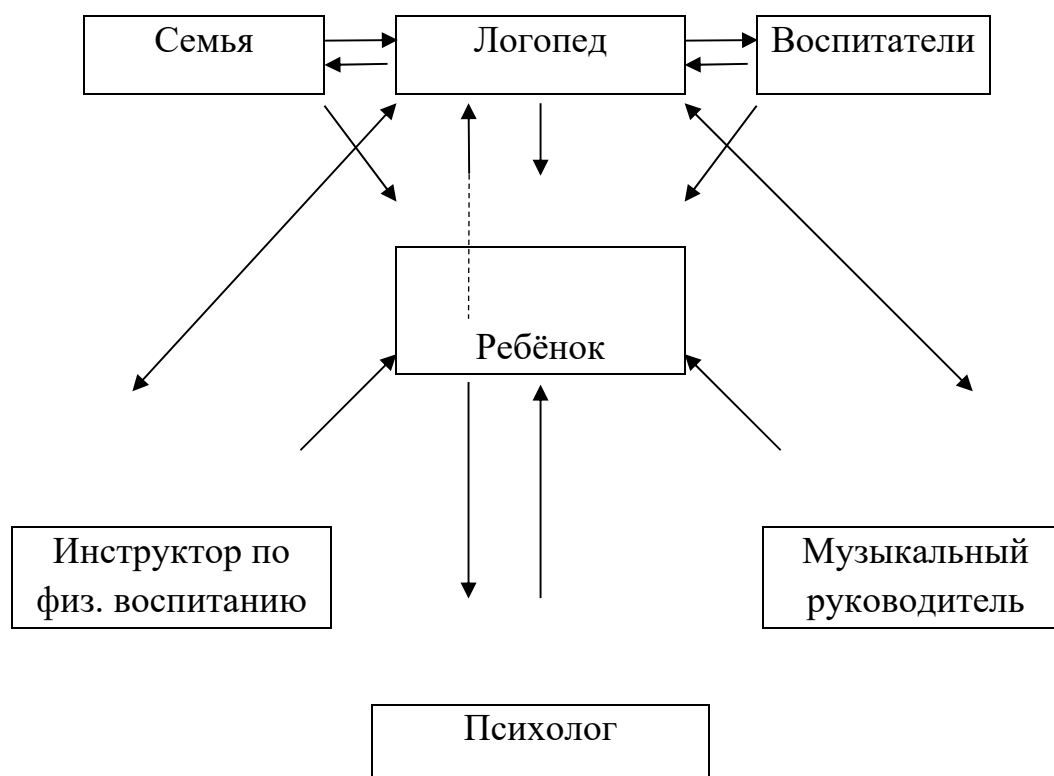 Семья
Логопед
Воспитатели
Ребёнок
Инструктор по
физ. воспитанию
Музыкальный
руководитель
Психолог